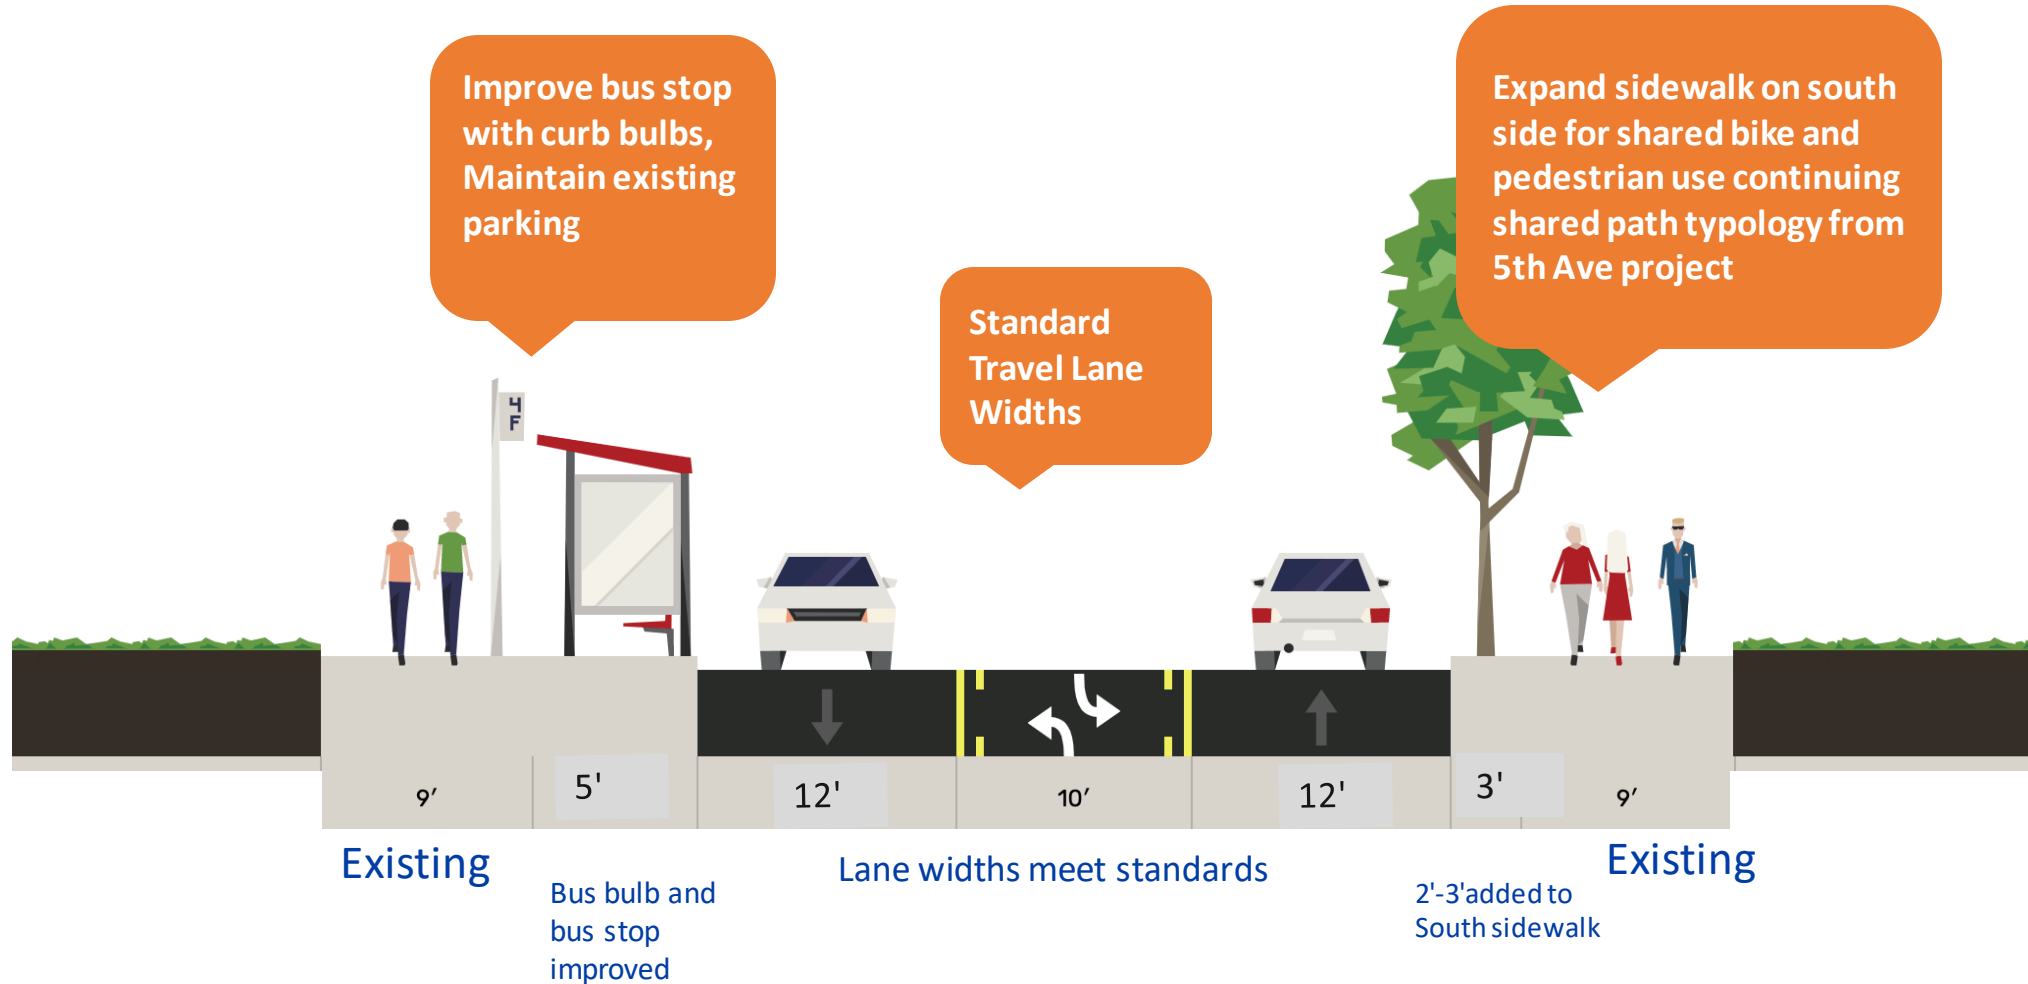 Improve bus stop
with curb bulbs,
Maintain existing
parking
Standard
Travel Lane
Widths
Expand sidewalk on south
side for shared bike and
pedestrian use continuing
shared path typology from
5th Ave project
4
F
9'
5'
12'
10'
12'
3'
9'
Existing
Bus bulb and
bus stop
improved
Lane widths meet standards
2'-3'added to
South sidewalk
Existing